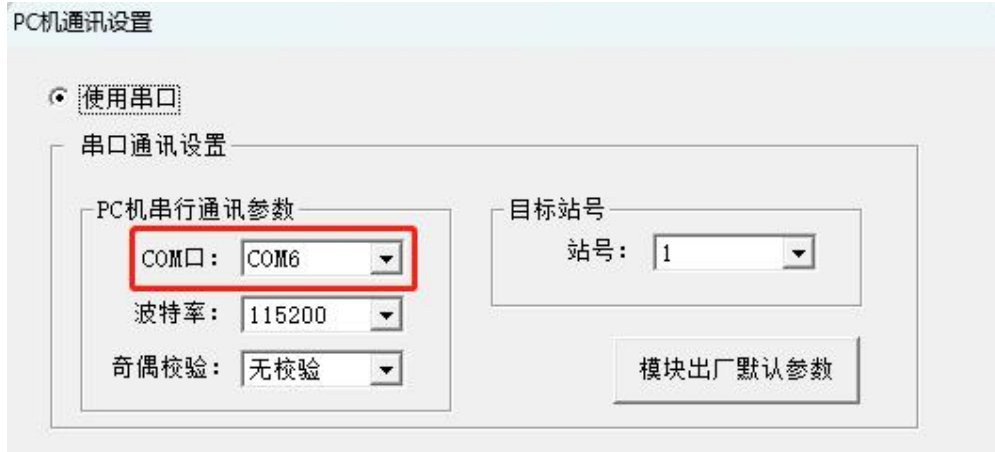 PC机通讯设置
使用串口
串口通讯设置
PC机串行通讯参数
COM口: COM6
波特率: 115200
奇偶校验: 无校验
目标站号
站号: 1
模块出厂默认参数